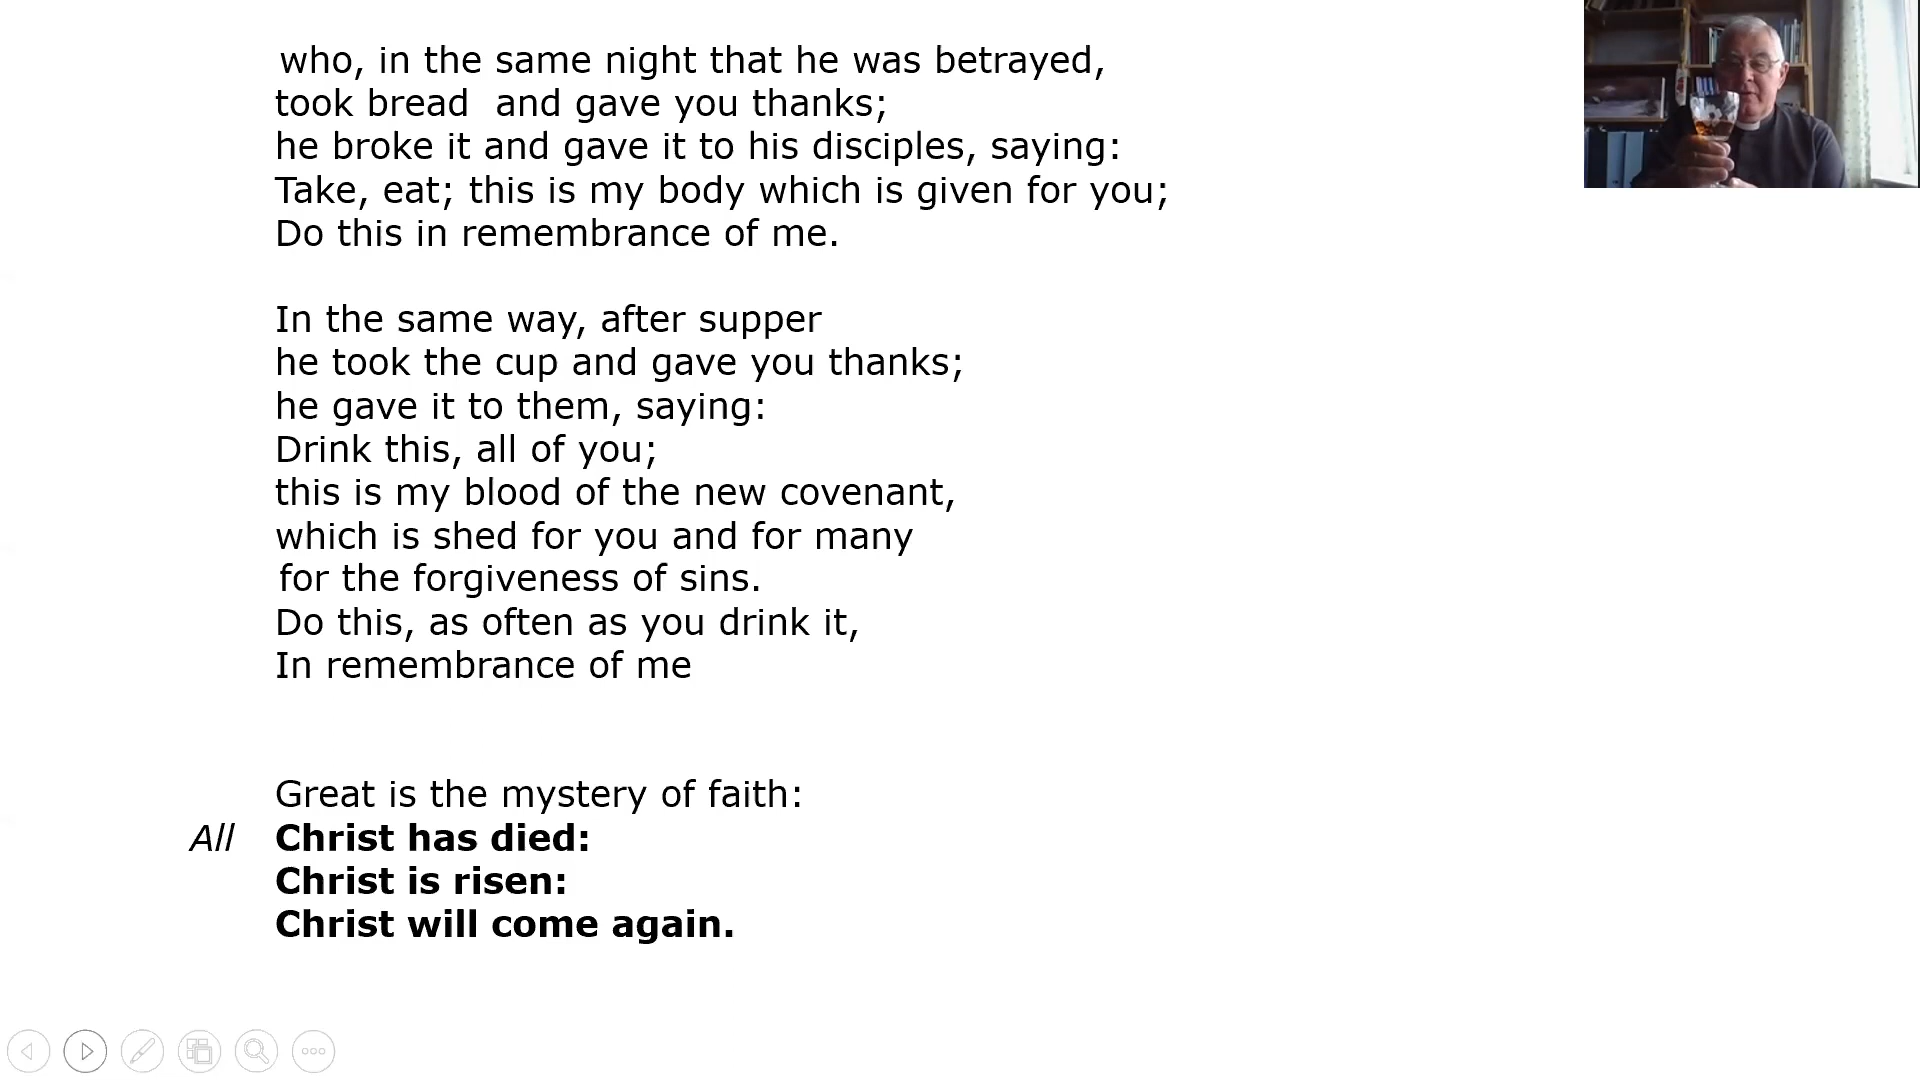 who, in the same night that he was betrayed,
took bread  and gave you thanks;
he broke it and gave it to his disciples, saying:
Take, eat; this is my body which is given for you;
Do this in remembrance of me.
In the same way, after supper
he took the cup and gave you thanks;
he gave it to them, saying:
Drink this, all of you;
this is my blood of the new covenant,
which is shed for you and for many
for the forgiveness of sins.
Do this, as often as you drink it,
In remembrance of me
Great is the mystery of faith:
All Christ has died:
Christ is risen:
Christ will come again.